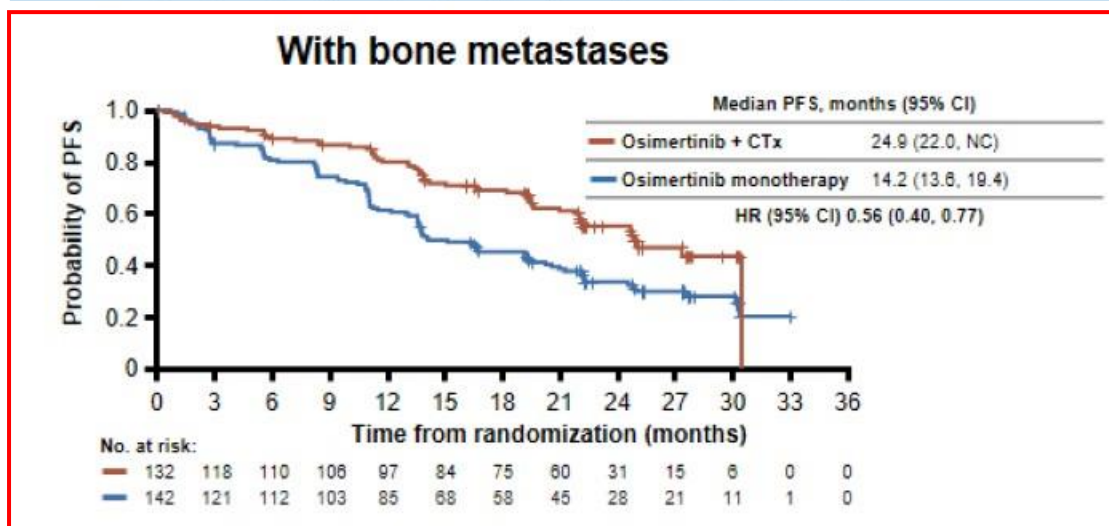 With bone metastases
Median PFS, months (95% CI)
Osimertinib + CTx 24.9 (22.0, NC)
Osimertinib monotherapy 14.2 (13.6, 19.4)
HR (95% CI) 0.56 (0.40, 0.77)
Probability of PFS
1.0
0.8
0.6
0.4
0.2
0
0 3 6 9 12 15 18 21 24 27 30 33 36
Time from randomization (months)
No. at risk:
132 118 110 106 97 84 75 60 31 15 6 0 0
142 121 112 103 85 68 58 45 28 21 11 1 0